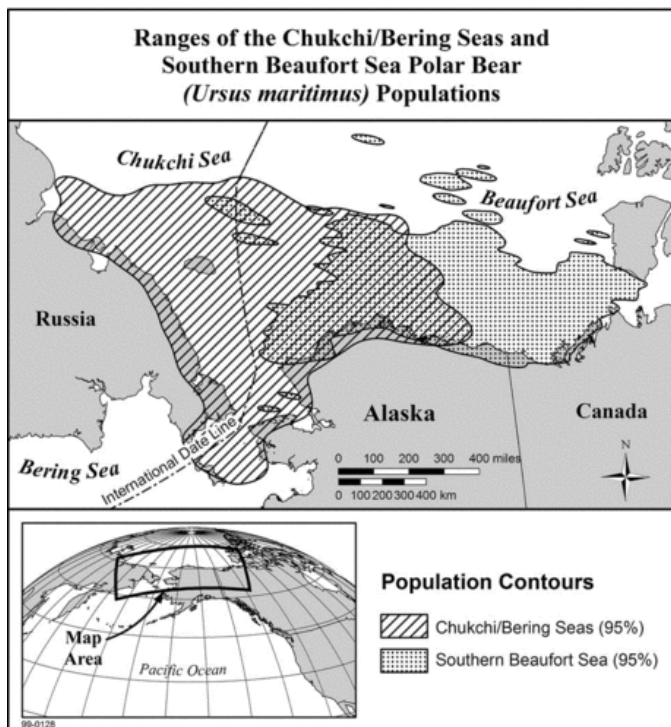 Ranges of the Chukchi/Bering Seas and
Southern Beaufort Sea Polar Bear
(Ursus maritimus) Populations
Chukchi Sea
Beaufort Sea
Russia
Alaska
Canada
Bering Sea
International Date Line
0 100 200 300 400 miles
0 100 200 300 400 km
N
Map
Area
Pacific Ocean
99-0128
Population Contours
Chukchi/Bering Seas (95%)
Southern Beaufort Sea (95%)